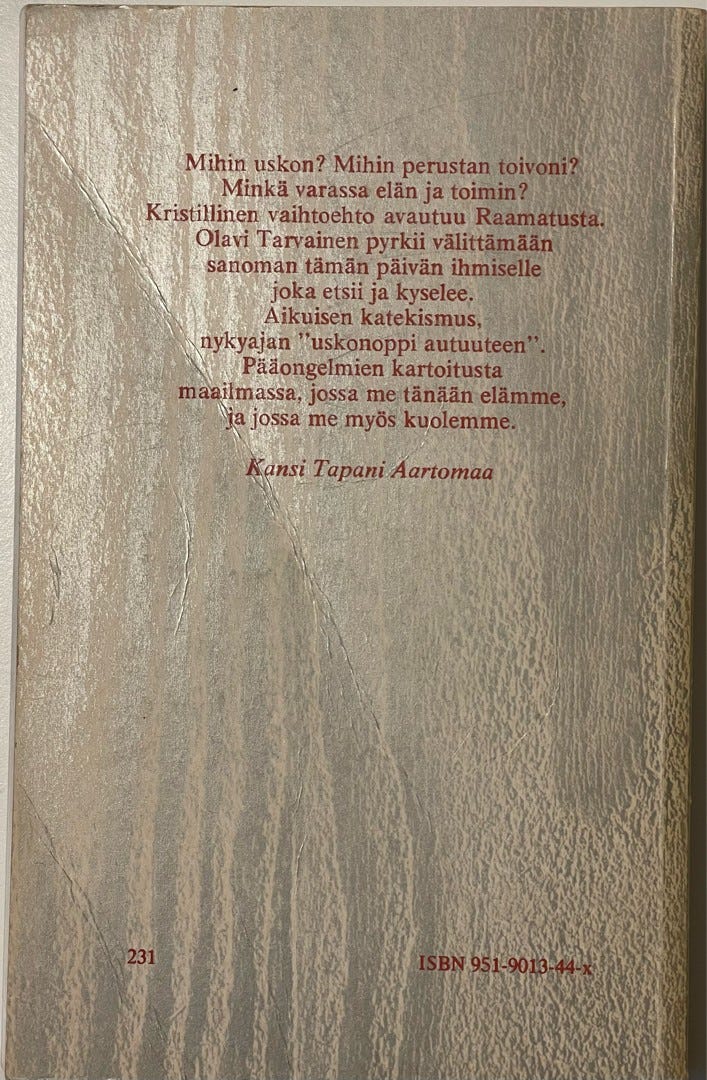 Mihin uskon? Mihin perustan toivoni?
Minkä varassa elän ja toimin?
Kristillinen vaihtoehto avautuu Raamatusta.
Olavi Tarvainen pyrkii välittämään
sanoman tämän päivän ihmiselle
joka etsii ja kyselee.
Aikuisen katekismus,
nykyajan ”uskonoppi autuuteen”.
Pääongelmien kartoitusta
maailmassa, jossa me tänään elämme,
ja jossa me myös kuolemme.
Kansi Tapani Aartomaa
231
ISBN 951-9013-44-x